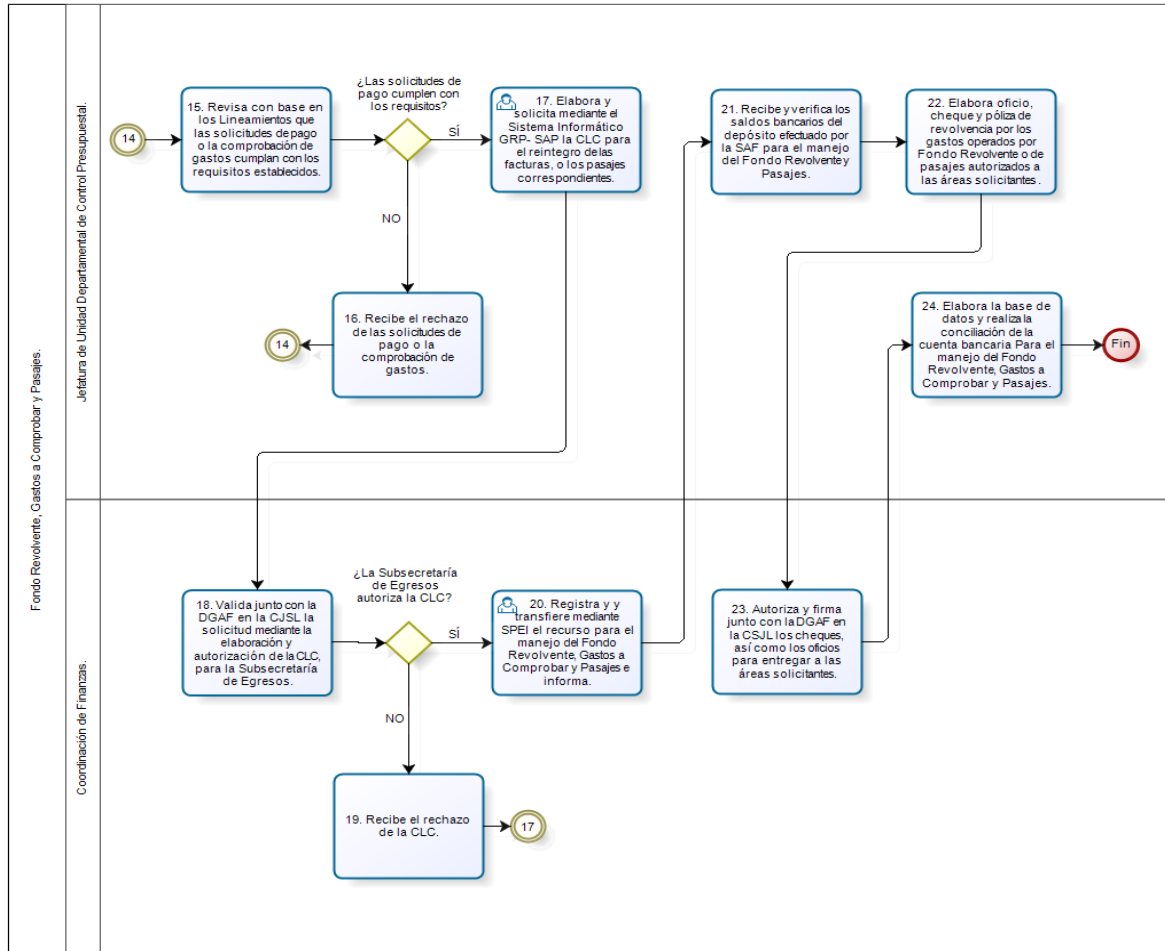 Fondo Revolvente, Gastos a Comprobar y Pasajes.
Jefatura de Unidad Departamental de Control Presupuestal.
14
15. Revisa con base en
los Lineamientos que
las solicitudes de pago
o la comprobación de
gastos cumplan con los
requisitos establecidos.
¿Las solicitudes de
pago cumplen con
los requisitos?
SÍ
NO
16. Recibe el rechazo
de las solicitudes de
pago o la
comprobación de
gastos.
14
17. Elabora y
solicita mediante el
Sistema Informático
GRP- SAP la CLC para
el reintegro de las
facturas, o los pasajes
correspondientes.
21. Recibe y verifica los
saldos bancarios del
depósito efectuado por
la SAF para el manejo
del Fondo Revolvente y
Pasajes.
22. Elabora oficio,
cheque y póliza de
revolvencia por los
gastos operados por
Fondo Revolvente o de
pasajes autorizados a
las áreas solicitantes.
24. Elabora la base de
datos y realiza la
conciliación de la
cuenta bancaria Para el
manejo del Fondo
Revolvente, Gastos a
Comprobar y Pasajes.
Fin
Coordinación de Finanzas.
18. Valida junto con la
DGAF en la CJSL la
solicitud mediante la
elaboración y
autorización de la CLC,
para la Subsecretaría
de Egresos.
¿La Subsecretaría
de Egresos
autoriza la CLC?
SÍ
NO
19. Recibe el rechazo
de la CLC.
17
20. Registra y y
transfiere mediante
SPEI el recurso para el
manejo del Fondo
Revolvente, Gastos a
Comprobar y Pasajes e
informa.
23. Autoriza y firma
junto con la DGAF en
la CSJL los cheques,
así como los oficios
para entregar a las
áreas solicitantes.